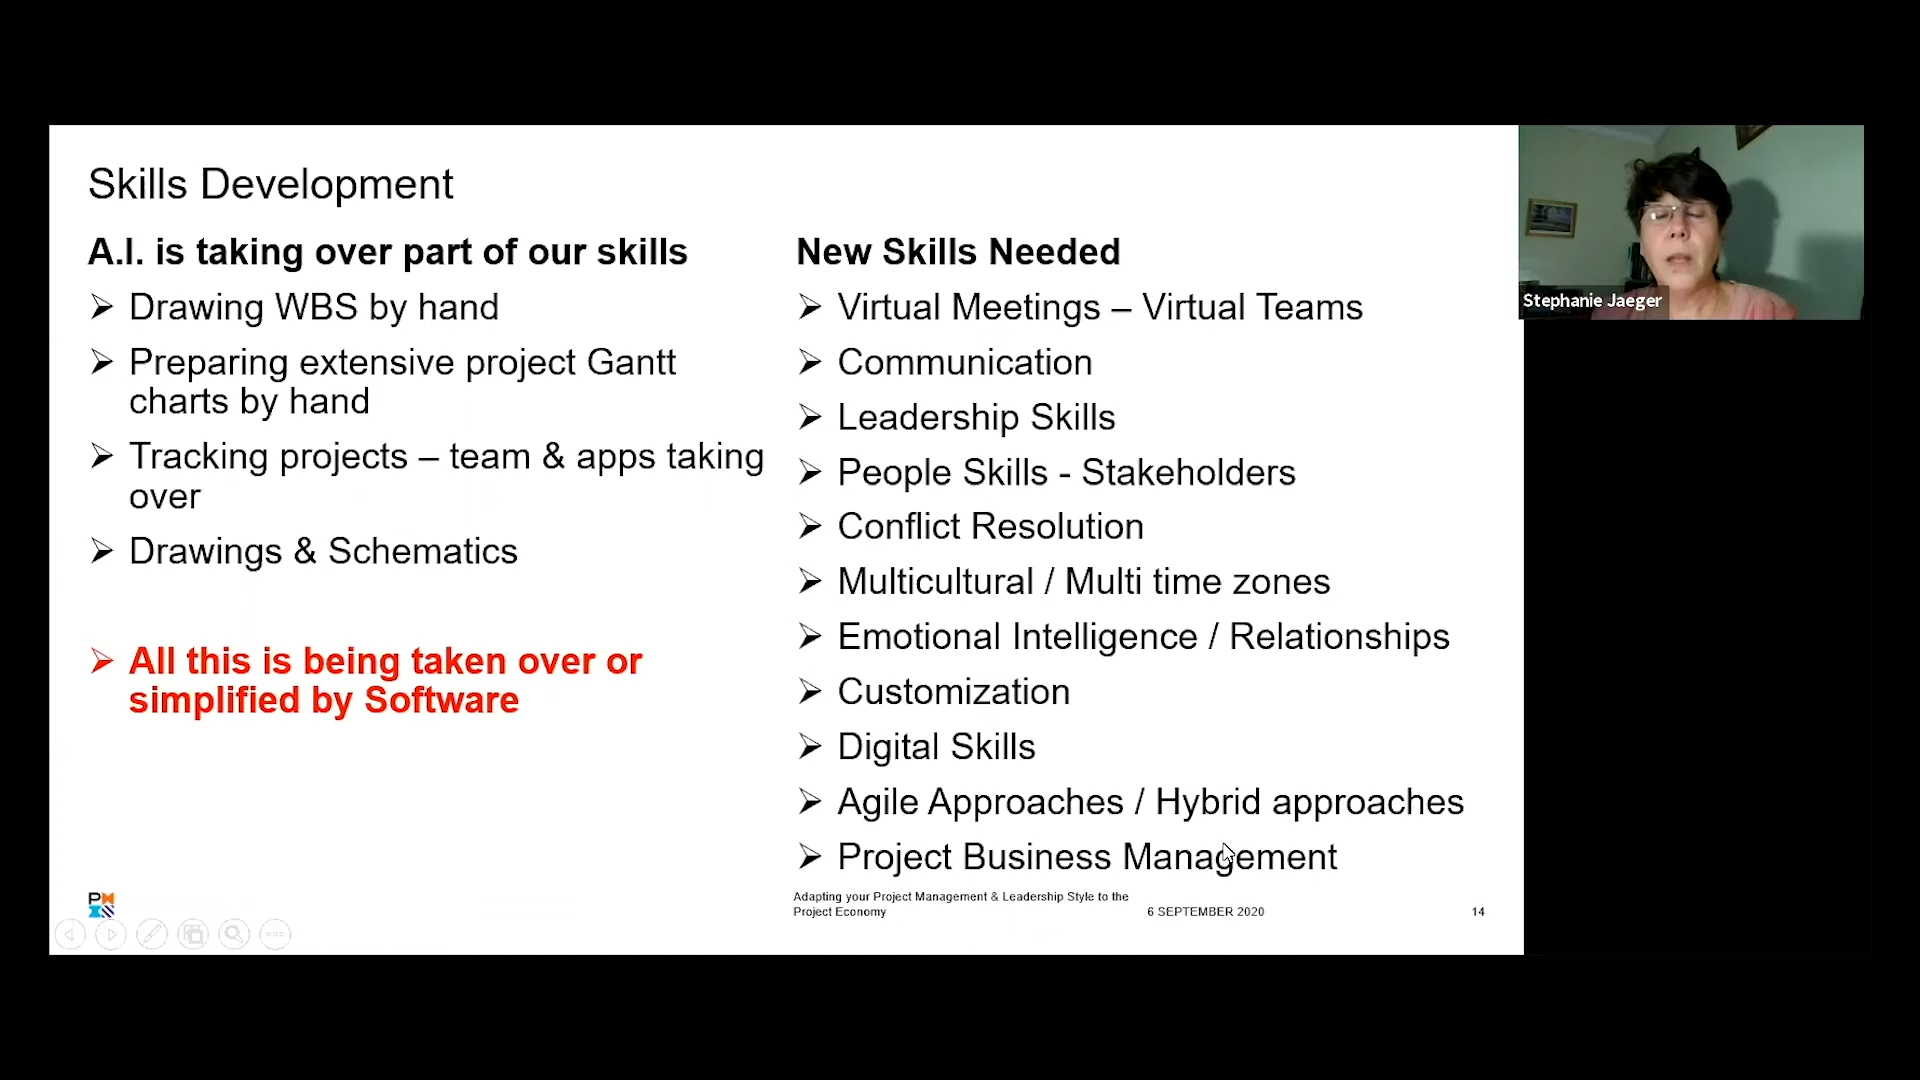 Skills Development
A.I. is taking over part of our skills
Drawing WBS by hand
Preparing extensive project Gantt
charts by hand
Tracking projects – team & apps taking
over
Drawings & Schematics
All this is being taken over or
simplified by Software
New Skills Needed
Virtual Meetings – Virtual Teams
Communication
Leadership Skills
People Skills - Stakeholders
Conflict Resolution
Multicultural / Multi time zones
Emotional Intelligence / Relationships
Customization
Digital Skills
Agile Approaches / Hybrid approaches
Project Business Management
Adapting your Project Management & Leadership Style to the
Project Economy
6 SEPTEMBER 2020
14
Stephanie Jaeger